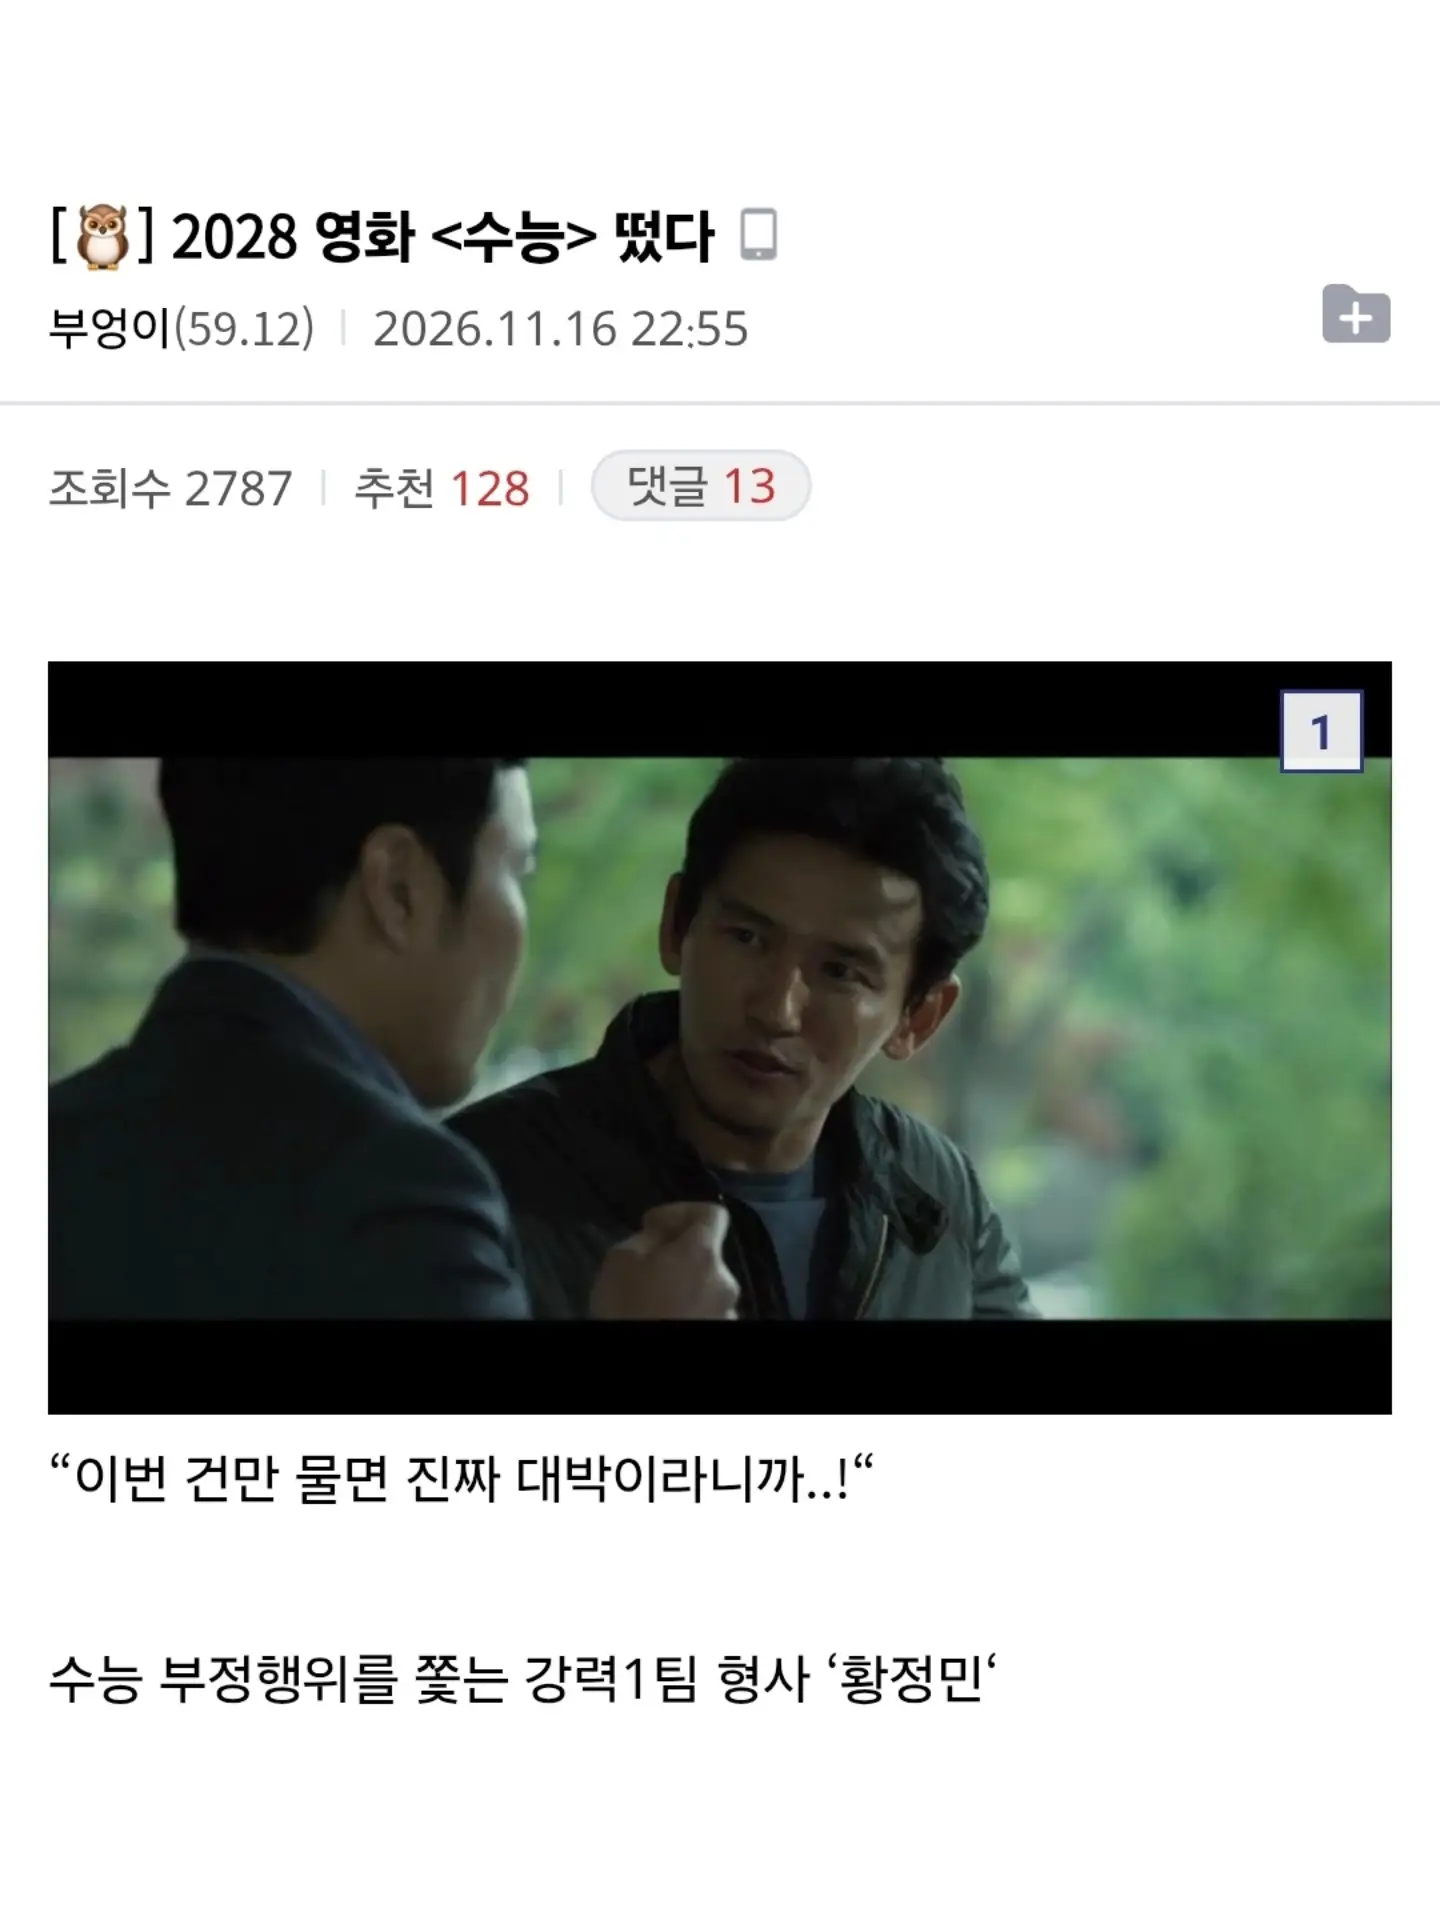 [🦉] 2028 영화 <수능> 떴다
부엉이(59.12) | 2026.11.16 22:55
조회수 2787 | 추천 128 | 댓글 13
1
“이번 건만 물면 진짜 대박이라니까..!“
수능 부정행위를 쫓는 강력1팀 형사 ‘황정민‘